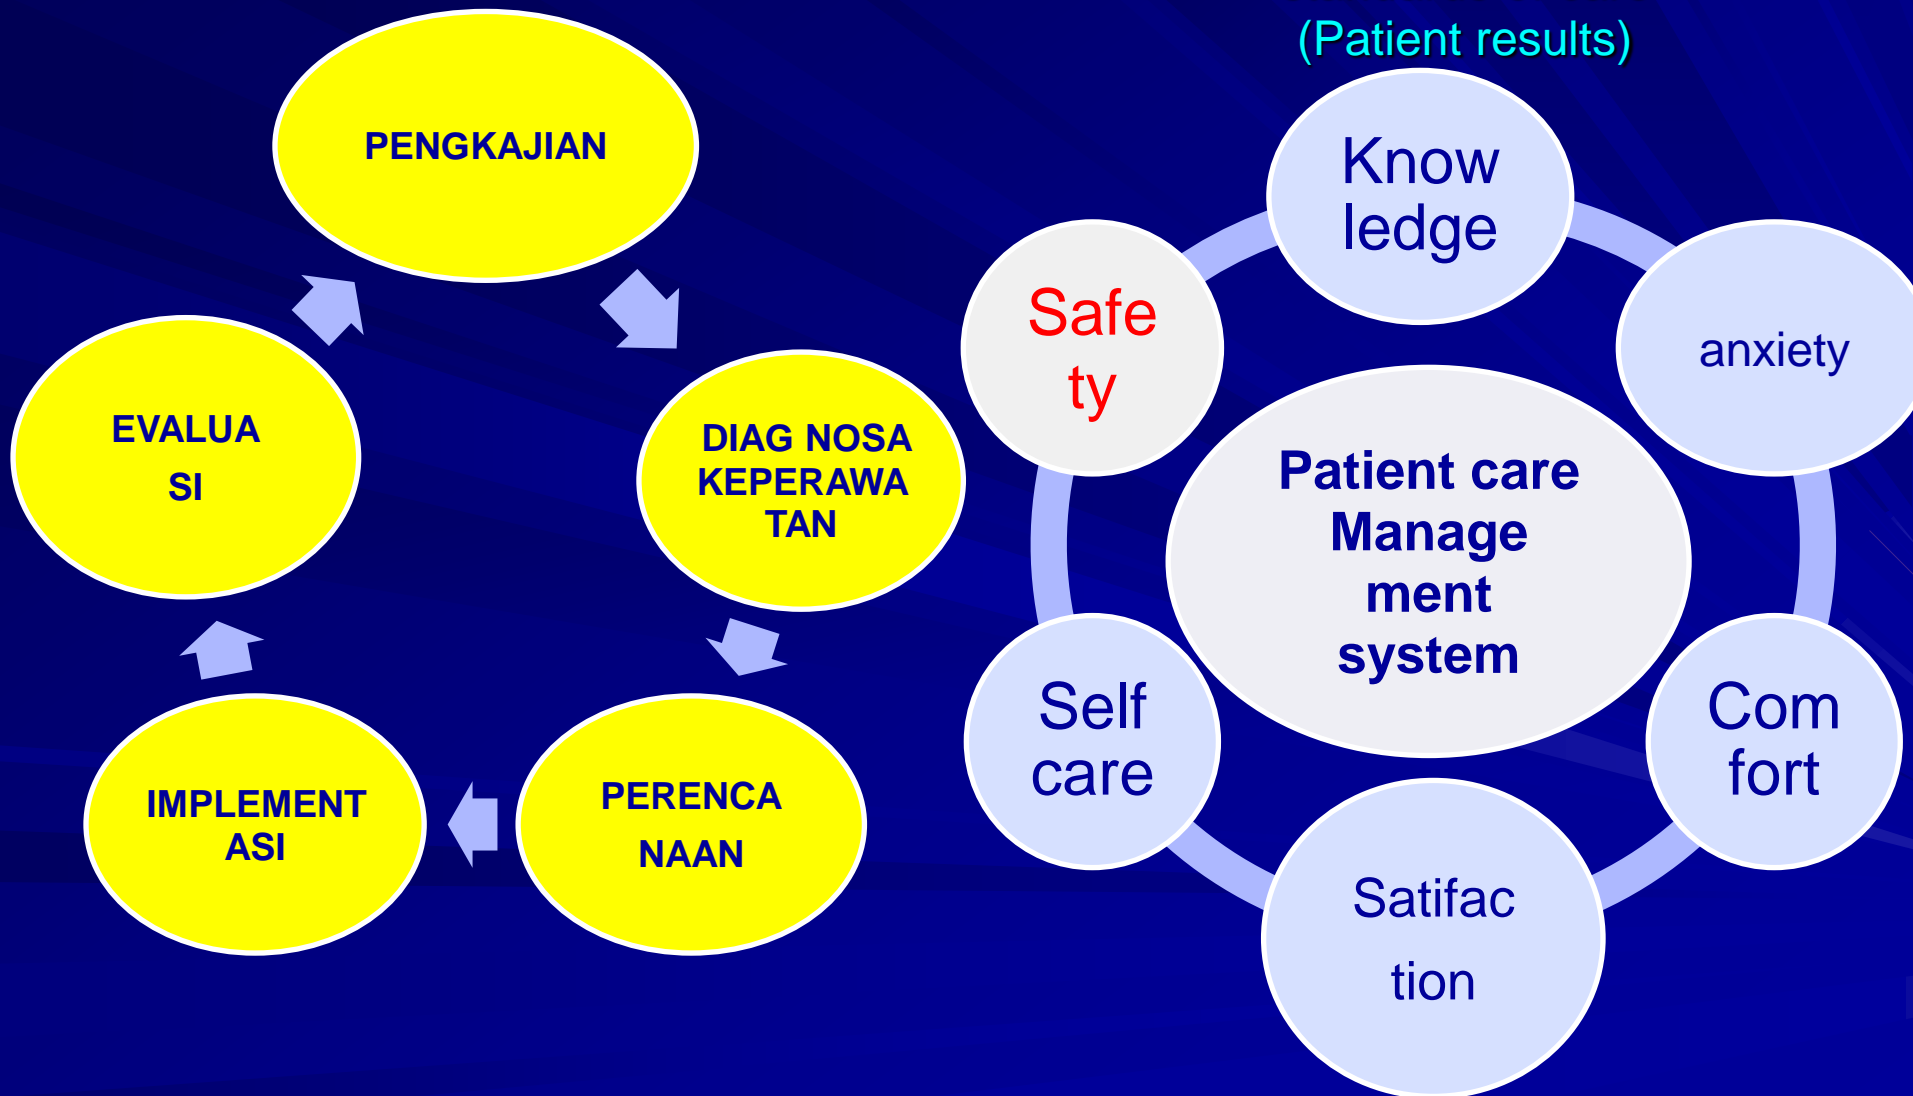 PENGKAJIAN
DIAG NOSA
KEPERAWA
TAN
PERENCA
NAAN
IMPLEMENT
ASI
EVALUA
SI
(Patient results)
Know
ledge
anxiety
Com
fort
Satifac
tion
Self
care
Safe
ty
Patient care
Manage
ment
system